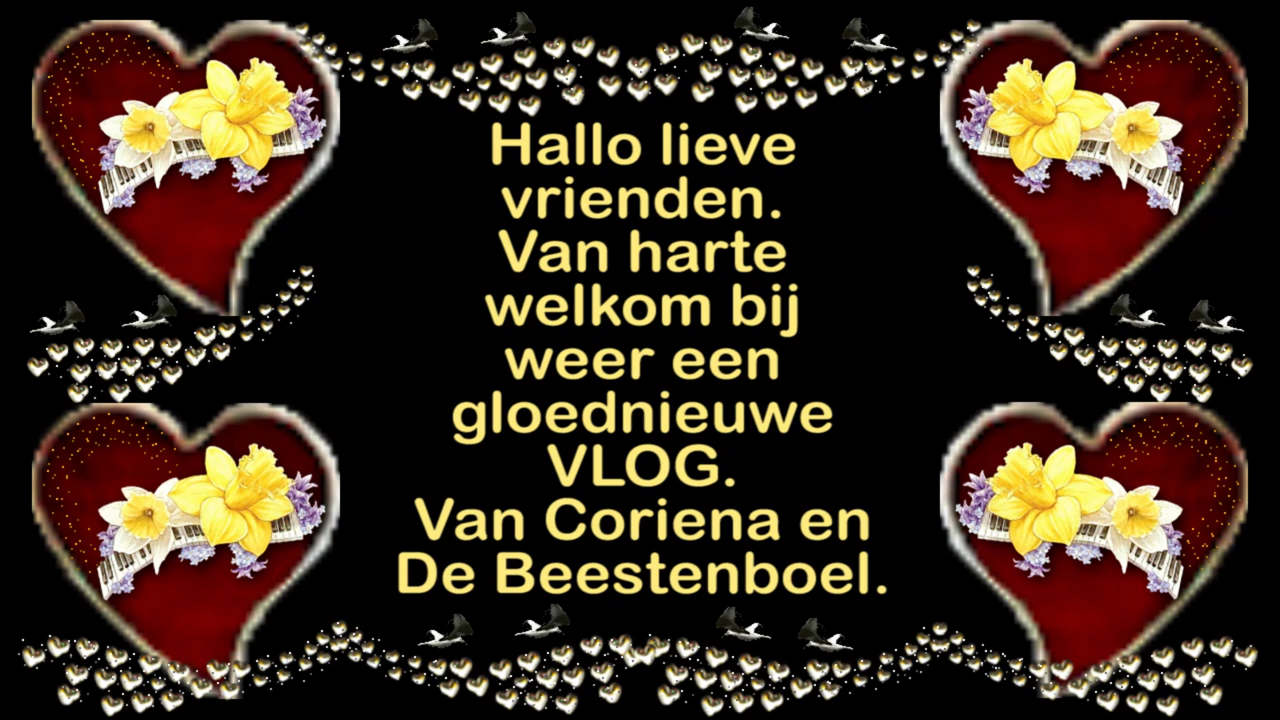 Hallo lieve
vrienden.
Van harte
welkom bij
weer een
gloednieuwe
VLOG.
Van Coriena en
De Beestenboel.